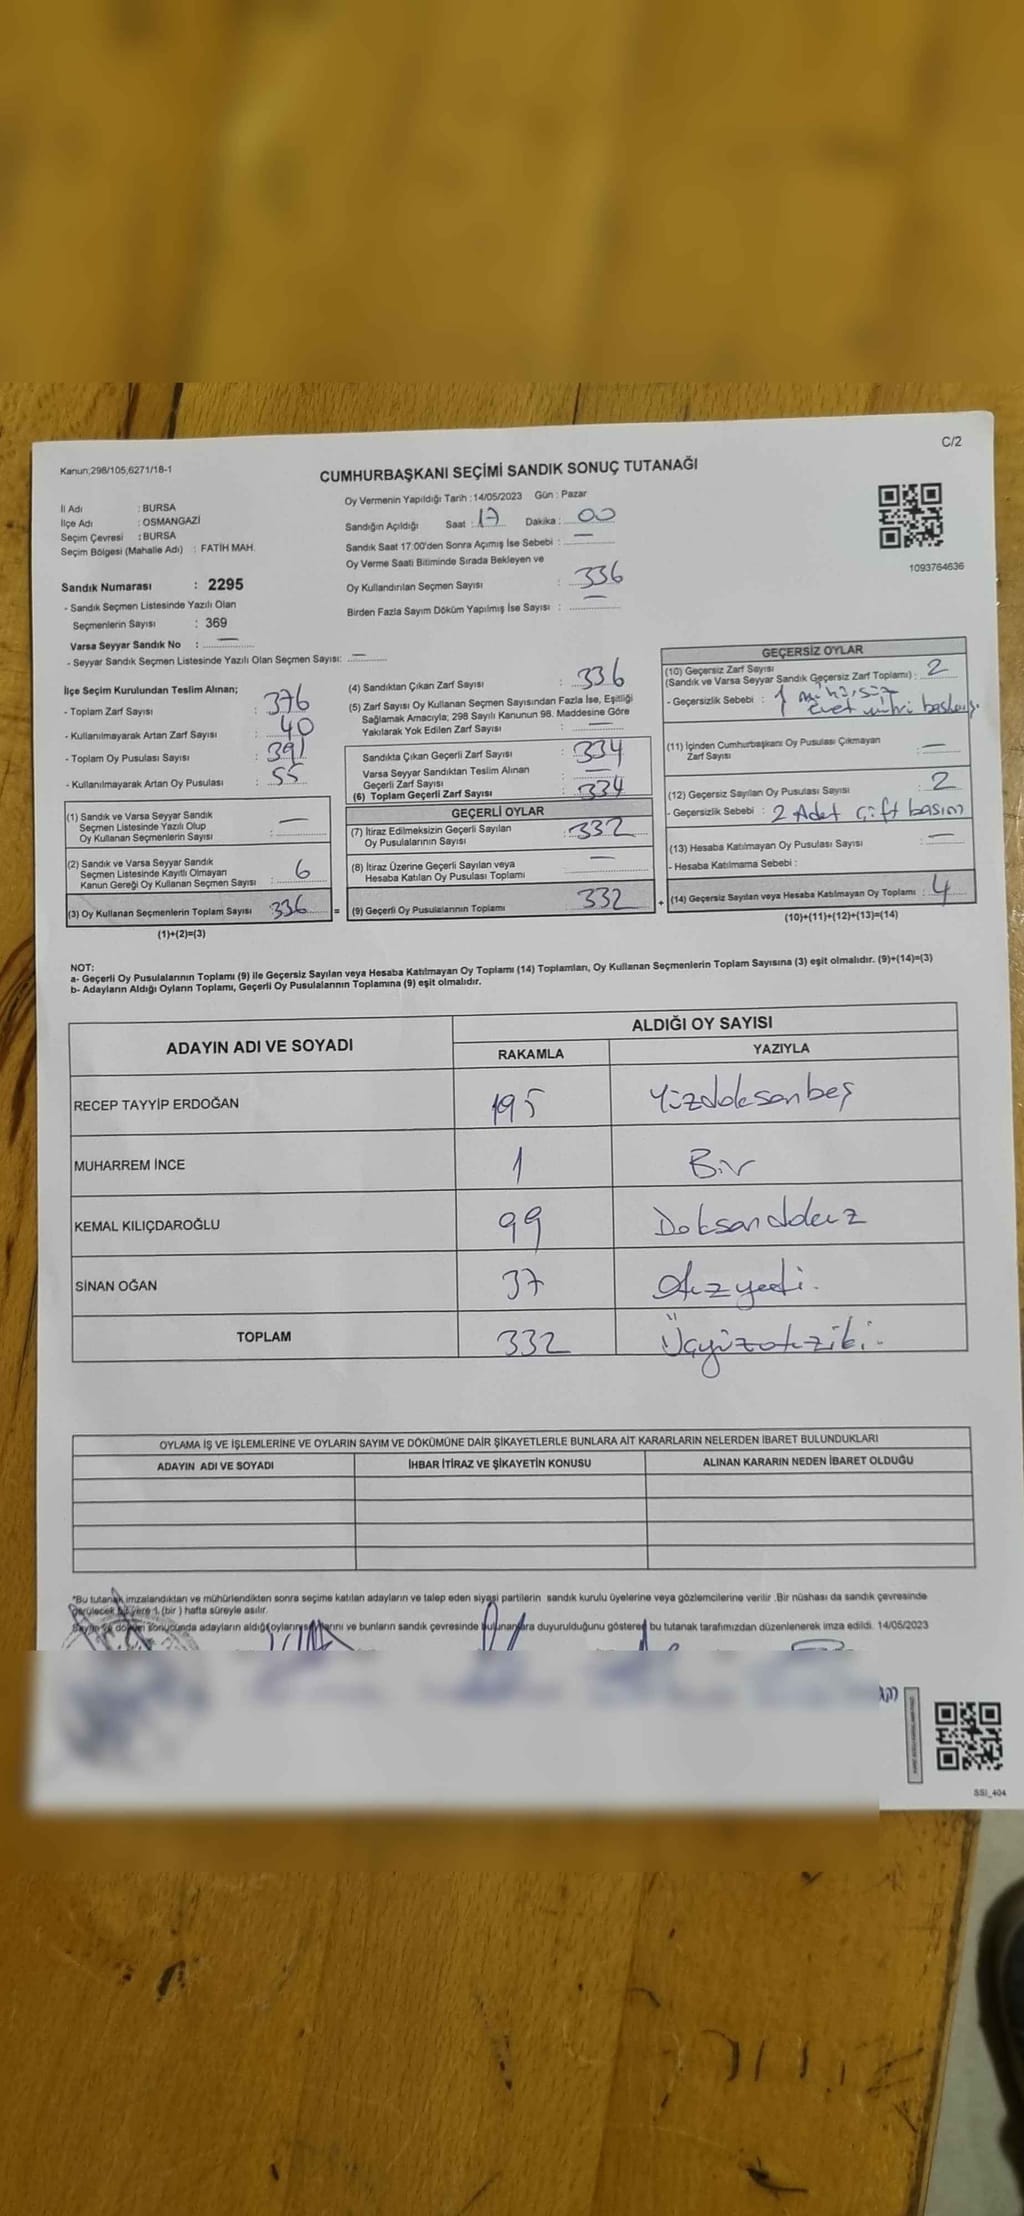 C/2
Kanun;298/105,6271/18-1
CUMHURBAŞKANI SEÇİMİ SANDIK SONUÇ TUTANAĞI
İl Adı : BURSA
İlçe Adı : OSMANGAZİ
Seçim Çevresi : BURSA
Seçim Bölgesi (Mahalle Adı) : FATİH MAH.
Sandık Numarası : 2295
- Sandık Seçmen Listesinde Yazılı Olan
Seçmenlerin Sayısı : 369
Varsa Seyyar Sandık No : —
- Seyyar Sandık Seçmen Listesinde Yazılı Olan Seçmen Sayısı: —
Oy Vermenin Yapıldığı Tarih : 14/05/2023 Gün : Pazar
Sandığın Açıldığı Saat : 17 Dakika : 00
Sandık Saat 17:00'den Sonra Açımış İse Sebebi : —
Oy Verme Saati Bitiminde Sırada Bekleyen ve
Oy Kullandırılan Seçmen Sayısı : 336
Birden Fazla Sayım Döküm Yapılmış İse Sayısı : —
1093764636
İlçe Seçim Kurulundan Teslim Alınan;
- Toplam Zarf Sayısı : 376
- Kullanılmayarak Artan Zarf Sayısı : 40
- Toplam Oy Pusulası Sayısı : 391
- Kullanılmayarak Artan Oy Pusulası : 55
(1) Sandık ve Varsa Seyyar Sandık
Seçmen Listesinde Yazılı Olup
Oy Kullanan Seçmenlerin Sayısı : —
(2) Sandık ve Varsa Seyyar Sandık
Seçmen Listesinde Kayıtlı Olmayan
Kanun Gereği Oy Kullanan Seçmen Sayısı : 6
(3) Oy Kullanan Seçmenlerin Toplam Sayısı : 336 =
(1)+(2)=(3)
(4) Sandıktan Çıkan Zarf Sayısı : 336
(5) Zarf Sayısı Oy Kullanan Seçmen Sayısından Fazla İse, Eşitliği
Sağlamak Amacıyla; 298 Sayılı Kanunun 98. Maddesine Göre
Yakılarak Yok Edilen Zarf Sayısı : —
Sandıkta Çıkan Geçerli Zarf Sayısı : 334
Varsa Seyyar Sandıktan Teslim Alınan
Geçerli Zarf Sayısı : —
(6) Toplam Geçerli Zarf Sayısı : 334
GEÇERLİ OYLAR
(7) İtiraz Edilmeksizin Geçerli Sayılan
Oy Pusulasının Sayısı : 332
(8) İtiraz Üzerine Geçerli Sayılan veya
Hesaba Katılan Oy Pusulası Toplamı : —
(9) Geçerli Oy Pusulalarının Toplamı : 332 +
GEÇERSİZ OYLAR
(10) Geçersiz Zarf Sayısı
(Sandık ve Varsa Seyyar Sandık Geçersiz Zarf Toplamı) : 2
- Geçersizlik Sebebi : 1 mühürsüz
Evet mührü
(11) İçinden Cumhurbaşkanı Oy Pusulası Çıkmayan
Zarf Sayısı : —
(12) Geçersiz Sayılan Oy Pusulası Sayısı : 2
- Geçersizlik Sebebi : 2 Adet çift basım
(13) Hesaba Katılmayan Oy Pusulası Sayısı : —
- Hesaba Katılmama Sebebi :
(14) Geçersiz Sayılan veya Hesaba Katılmayan Oy Toplamı : 4
(10)+(11)+(12)+(13)=(14)
NOT:
a- Geçerli Oy Pusulalarının Toplamı (9) ile Geçersiz Sayılan veya Hesaba Katılmayan Oy Toplamı (14) Toplamları, Oy Kullanan Seçmenlerin Toplam Sayısına (3) eşit olmalıdır. (9)+(14)=(3)
b- Adayların Aldığı Oyların Toplamı, Geçerli Oy Pusulalarının Toplamına (9) eşit olmalıdır.
ADAYIN ADI VE SOYADI ALDIĞI OY SAYISI
RAKAMLA YAZIYLA
RECEP TAYYİP ERDOĞAN 195 Yüzdoksanbeş
MUHARREM İNCE 1 Bir
KEMAL KILIÇDAROĞLU 99 Doksandokuz
SİNAN OĞAN 37 Otuzyedi.
TOPLAM 332 Üçyüzotuziki.
OYLAMA İŞ VE İŞLEMLERİNE VE OYLARIN SAYIM VE DÖKÜMÜNE DAİR ŞİKAYETLERLE BUNLARA AİT KARARLARIN NELERDEN İBARET BULUNDUKLARI
ADAYIN ADI VE SOYADI İHBAR İTİRAZ VE ŞİKAYETİN KONUSU ALINAN KARARIN NEDEN İBARET OLDUĞU
*Bu tutanak imzalandıktan ve mühürlendikten sonra seçime katılan adayların ve talep eden siyasi partilerin sandık kurulu üyelerine veya gözlemcilerine verilir .Bir nüshası da sandık çevresinde
görülecek bir yere 1 (bir ) hafta süreyle asılır.
Sayım ve döküm sonucunda adayların aldığı oyların sayılarını ve bunların sandık çevresinde bulunanlara duyurulduğunu gösteren bu tutanak tarafımızdan düzenlenerek imza edildi. 14/05/2023
SSI_404